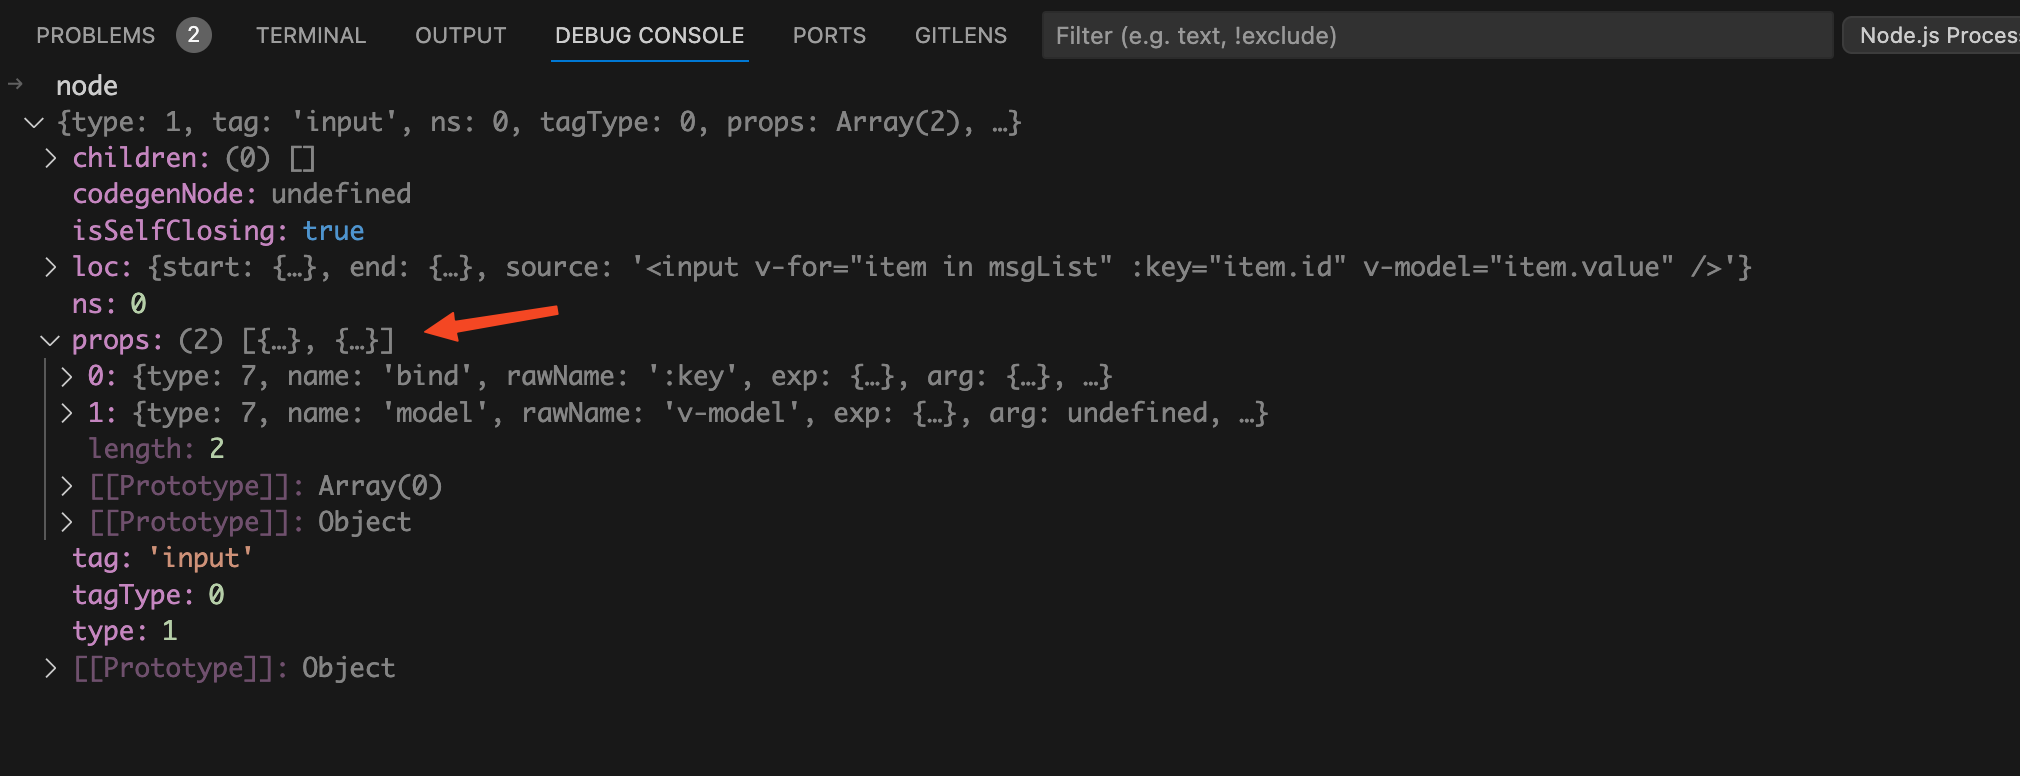 PROBLEMS 2 TERMINAL OUTPUT DEBUG CONSOLE PORTS GITLENS Filter (e.g. text, !exclude) Node.js Proces
node
{type: 1, tag: 'input', ns: 0, tagType: 0, props: Array(2), …}
children: (0) []
codegenNode: undefined
isSelfClosing: true
loc: {start: {…}, end: {…}, source: '<input v-for="item in msgList" :key="item.id" v-model="item.value" />'}
ns: 0
props: (2) [{…}, {…}]
0: {type: 7, name: 'bind', rawName: ':key', exp: {…}, arg: {…}, …}
1: {type: 7, name: 'model', rawName: 'v-model', exp: {…}, arg: undefined, …}
length: 2
[[Prototype]]: Array(0)
[[Prototype]]: Object
tag: 'input'
tagType: 0
type: 1
[[Prototype]]: Object